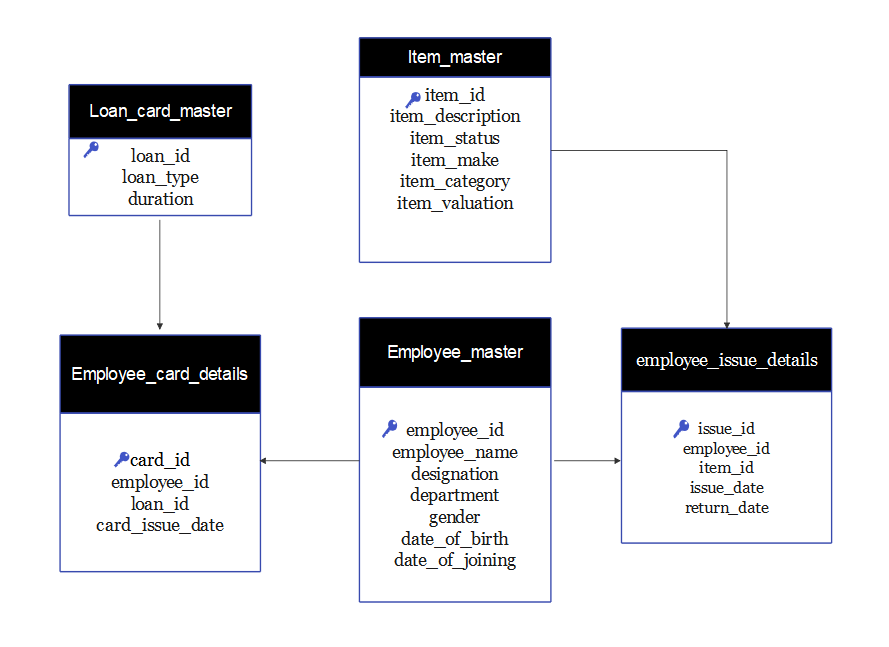 Loan_card_master
loan_id
loan_type
duration
Item_master
item_id
item_description
item_status
item_make
item_category
item_valuation
Employee_card_details
card_id
employee_id
loan_id
card_issue_date
Employee_master
employee_id
employee_name
designation
department
gender
date_of_birth
date_of_joining
employee_issue_details
issue_id
employee_id
item_id
issue_date
return_date